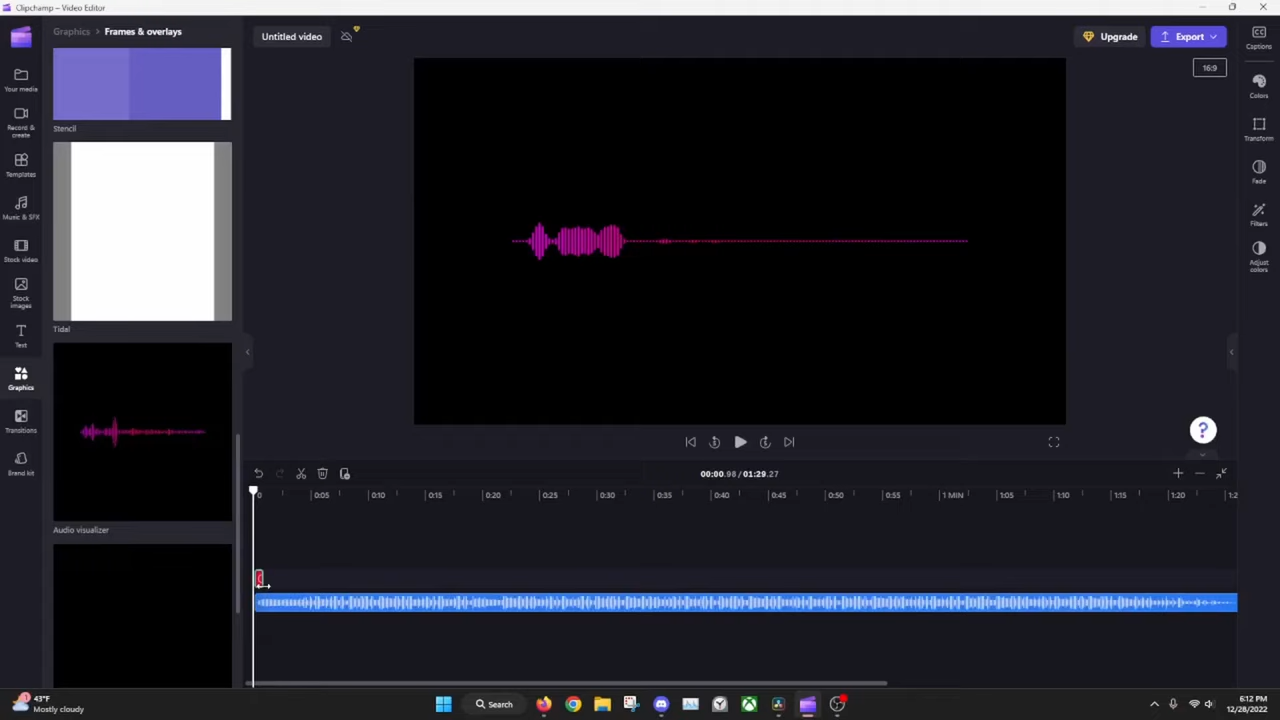 Clipchamp – Video Editor
Graphics > Frames & overlays
Untitled video
Upgrade
Export
Captions
16:9
Your media
Record & create
Templates
Music & SFX
Stock video
Stock images
Text
Graphics
Transitions
Brand kit
Stencil
Tidal
Audio visualizer
Colors
Transform
Fade
Filters
Adjust colors
?
00:00.98 / 01:29.27
0 0:05 0:10 0:15 0:20 0:25 0:30 0:35 0:40 0:45 0:50 0:55 1 MIN 1:05 1:10 1:15 1:20 1:2
43°F
Mostly cloudy
Search
6:12 PM
12/28/2022